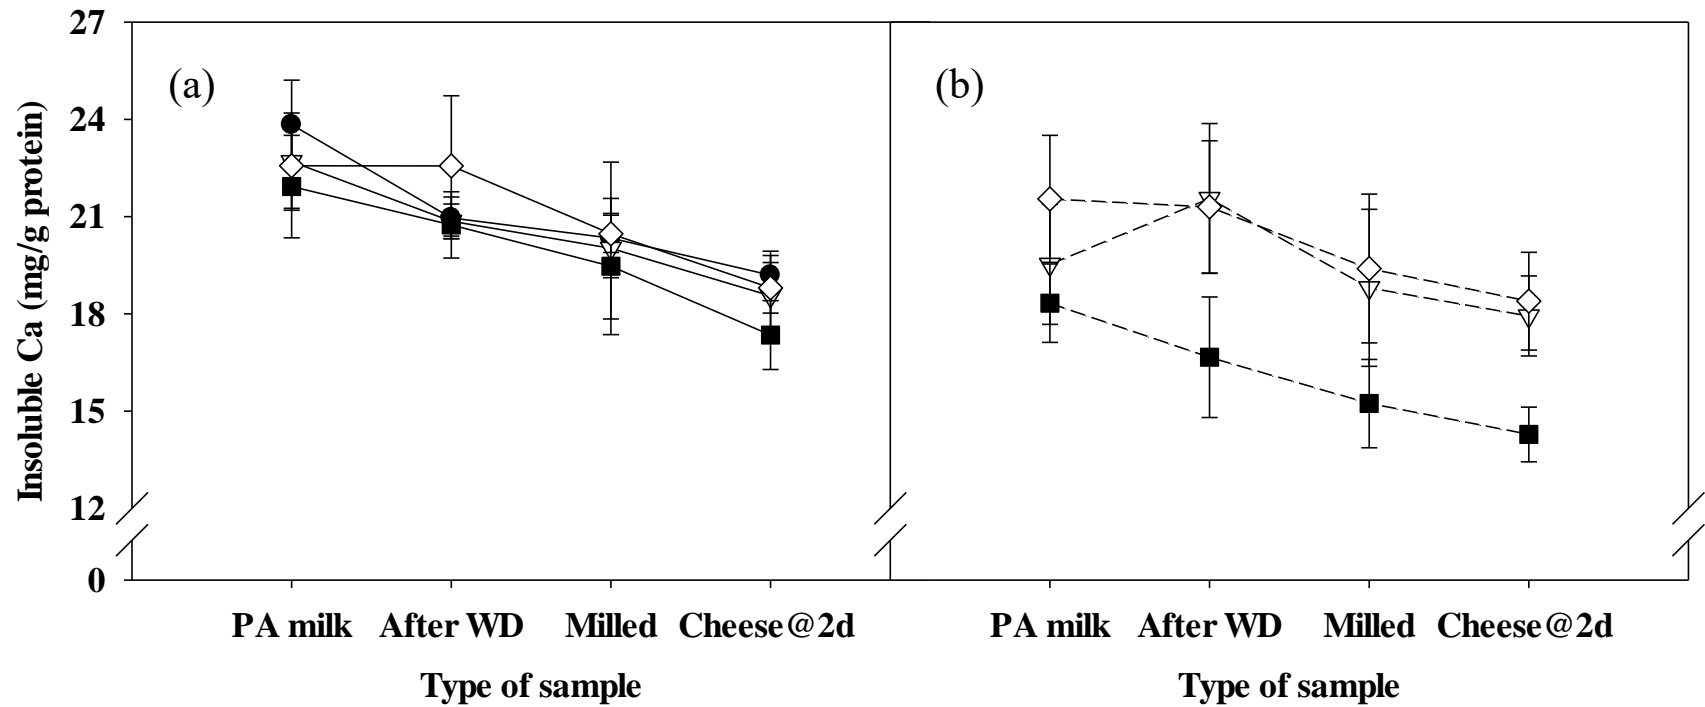 Insoluble Ca (mg/g protein)
27
24
21
18
15
12
0
(a)
(b)
PA milk After WD Milled Cheese@2d
PA milk After WD Milled Cheese@2d
Type of sample
Type of sample